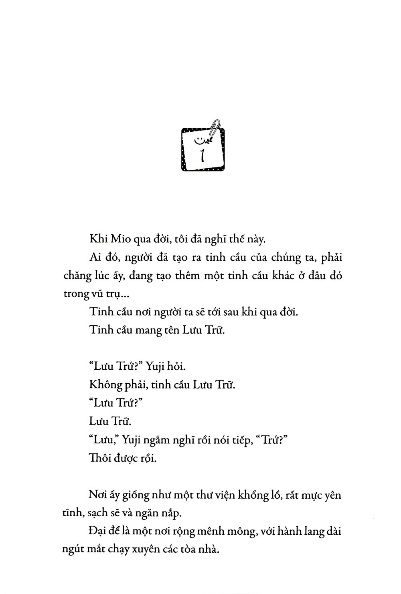 1
Khi Mio qua đời, tôi đã nghĩ thế này.
Ai đó, người đã tạo ra tinh cầu của chúng ta, phải
chăng lúc ấy, đang tạo thêm một tinh cầu khác ở đâu đó
trong vũ trụ...
Tinh cầu nơi người ta sẽ tới sau khi qua đời.
Tinh cầu mang tên Lưu Trữ.
“Lưu Trứ?” Yuji hỏi.
Không phải, tinh cầu Lưu Trữ.
“Lưu Trứ?”
Lưu Trữ.
“Lưu,” Yuji ngẫm nghĩ rồi nói tiếp, “Trứ?”
Thôi được rồi.
Nơi ấy giống như một thư viện khổng lồ, rất mực yên
tĩnh, sạch sẽ và ngăn nắp.
Đại để là một nơi rộng mênh mông, với hành lang dài
ngút mắt chạy xuyên các tòa nhà.